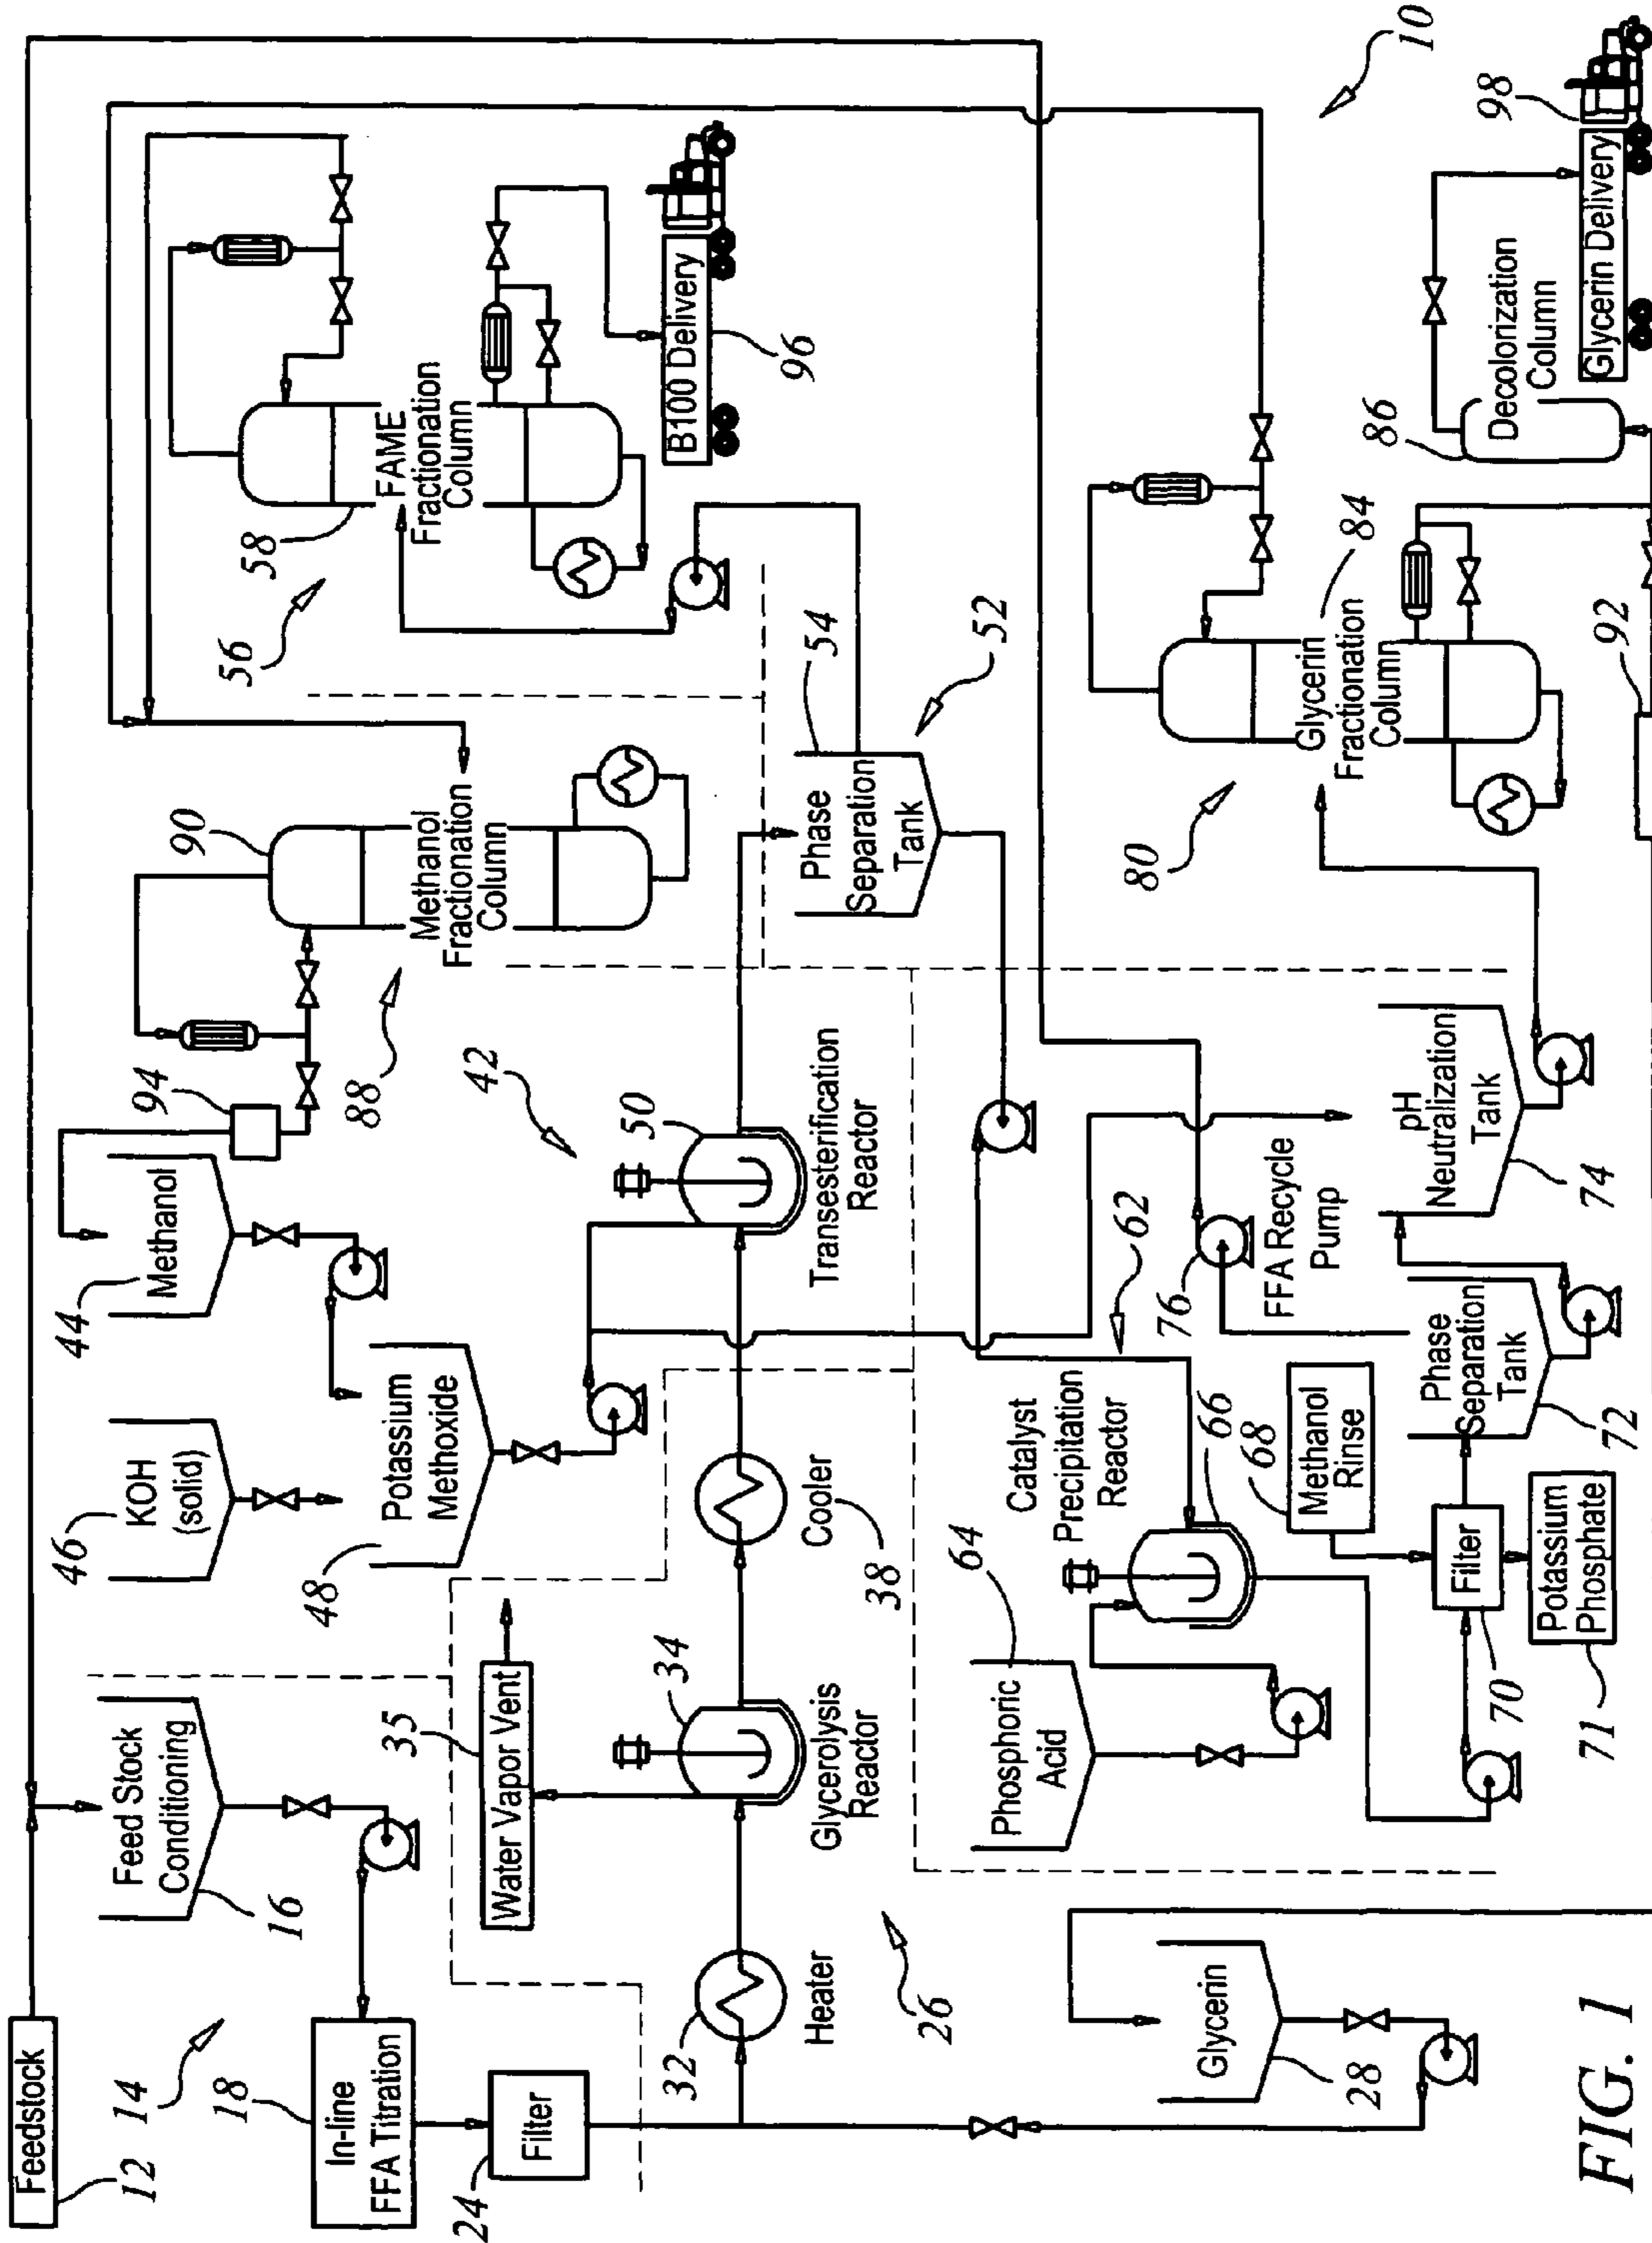 Feedstock
12
14
In-line
FFA Titration
18
Filter
24
Feed Stock
Conditioning
16
KOH
(solid)
46
Methanol
44
Potassium
Methoxide
48
94
88
90
Methanol
Fractionation
Column
56
58
FAME
Fractionation
Column
B100 Delivery
96
10
Water Vapor Vent
35
Heater
32
Glycerolysis
Reactor
34
Cooler
38
26
42
Transesterification
Reactor
50
Phase
Separation
Tank
54
52
Glycerin
28
Phosphoric
Acid
64
Catalyst
Precipitation
Reactor
66
62
FFA Recycle
Pump
76
Methanol
Rinse
68
Filter
70
Potassium
Phosphate
71
Phase
Separation
Tank
72
pH
Neutralization
Tank
74
80
Glycerin
Fractionation
Column
84
92
86
Decolorization
Column
Glycerin Delivery
98
FIG. 1